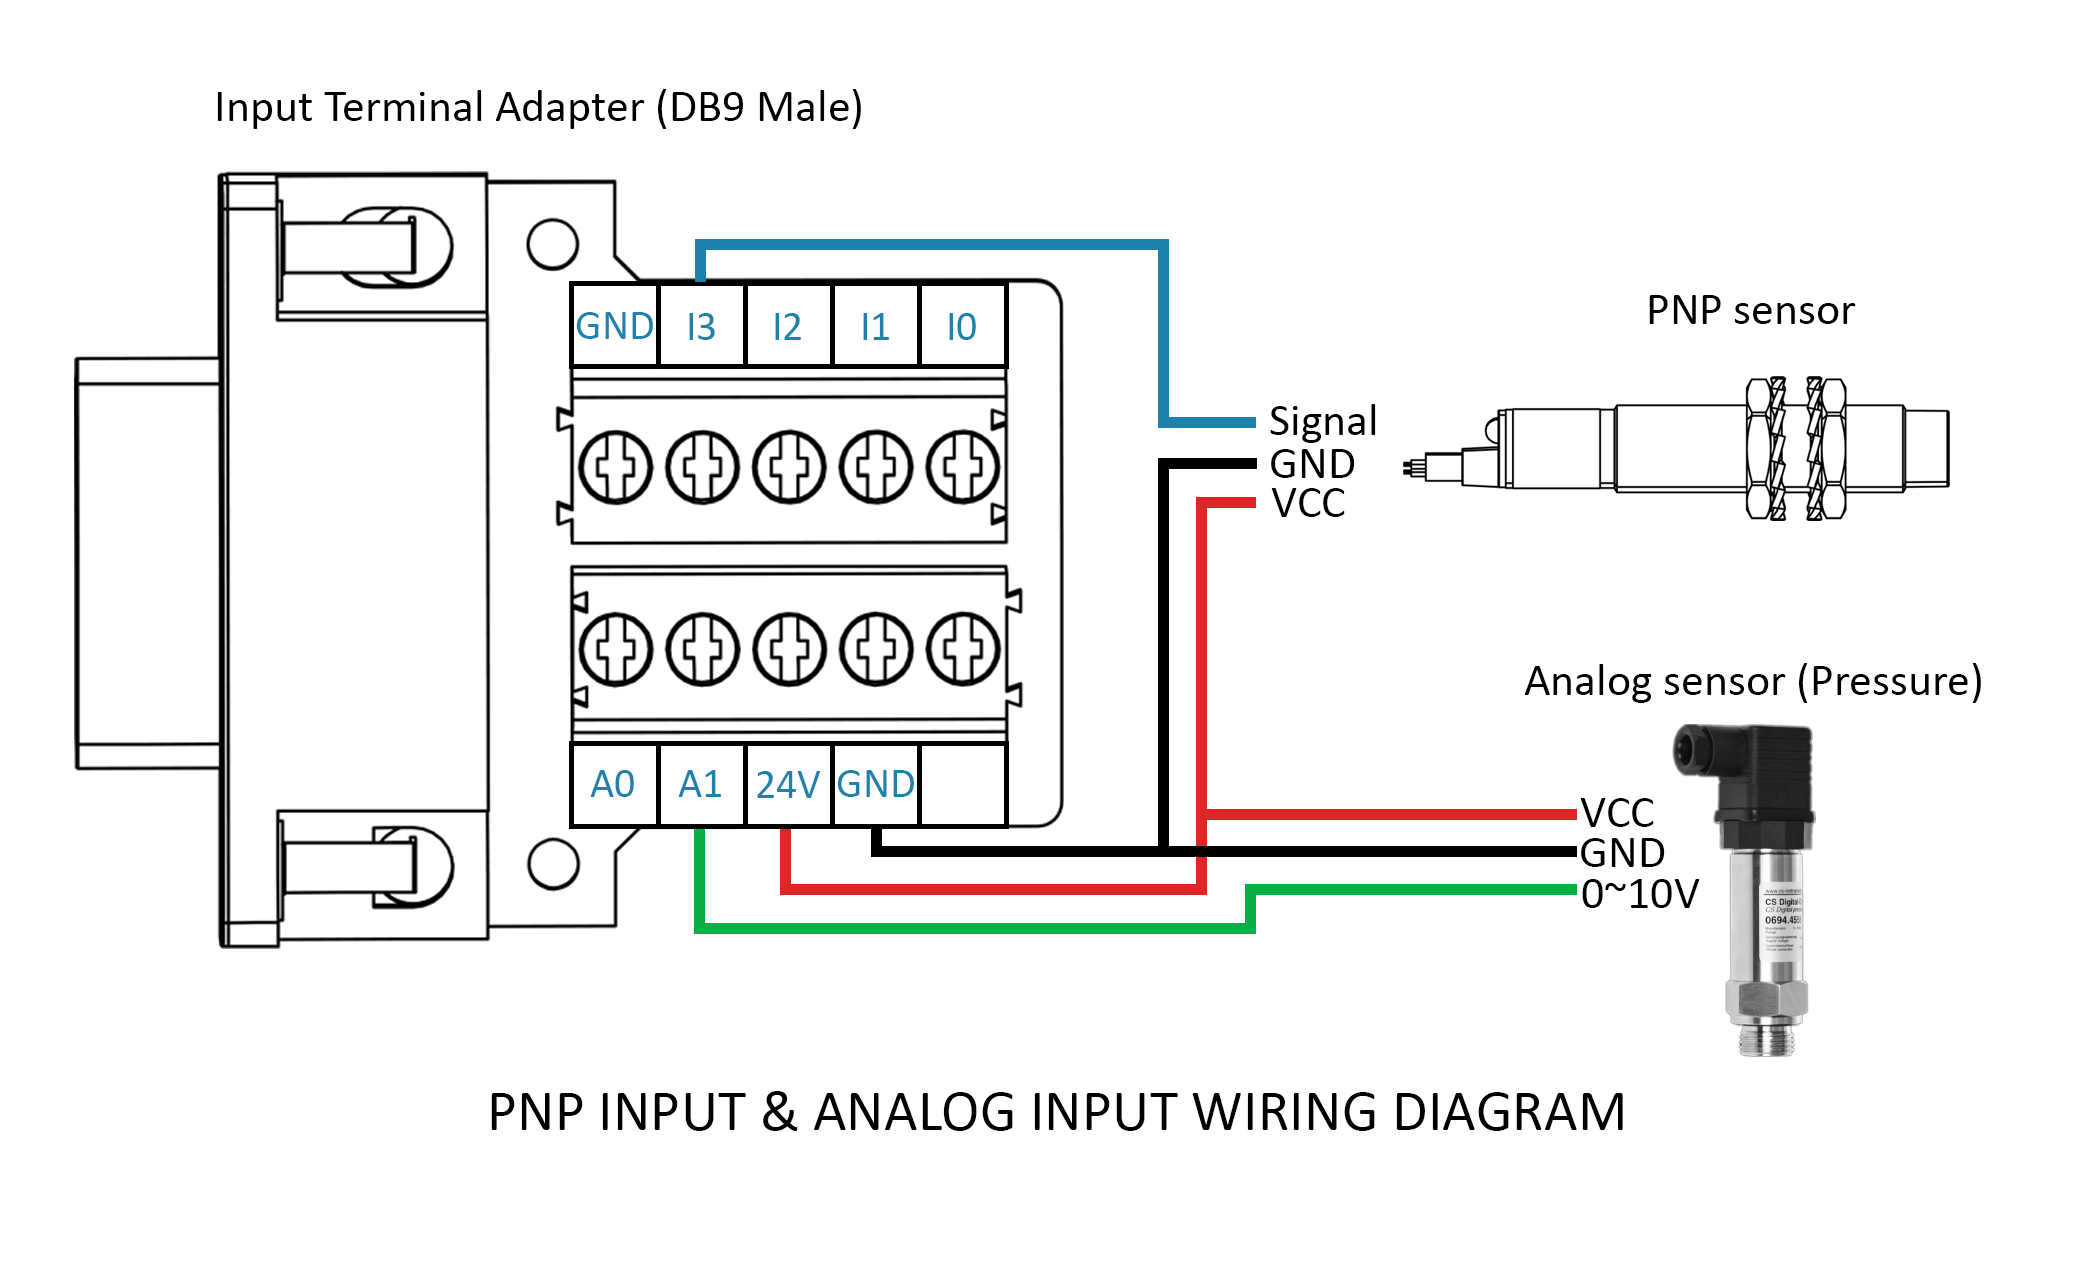 Input Terminal Adapter (DB9 Male)
GND I3 I2 I1 I0
PNP sensor
Signal
GND
VCC
Analog sensor (Pressure)
A0 A1 24V GND
VCC
GND
0~10V
CS Digital
0694.455
PNP INPUT & ANALOG INPUT WIRING DIAGRAM